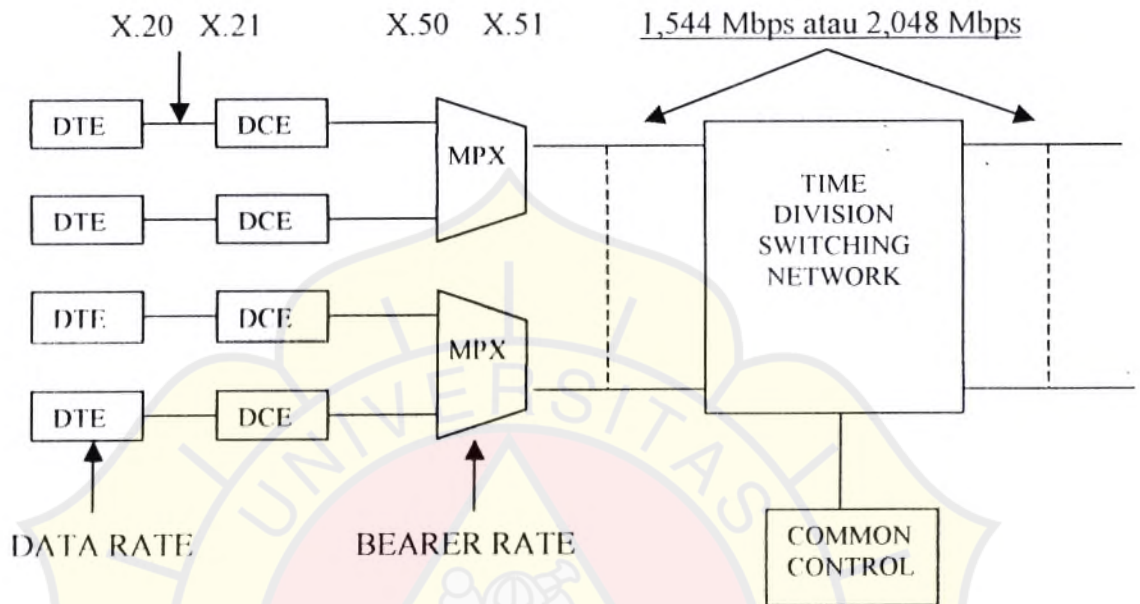 X.20 X.21 X.50 X.51 1,544 Mbps atau 2,048 Mbps
DTE DCE
MPX
DTE DCE
TIME
DIVISION
SWITCHING
NETWORK
DTE DCE
MPX
DTE DCE
UNIVERSITAS
DATA RATE BEARER RATE
COMMON
CONTROL